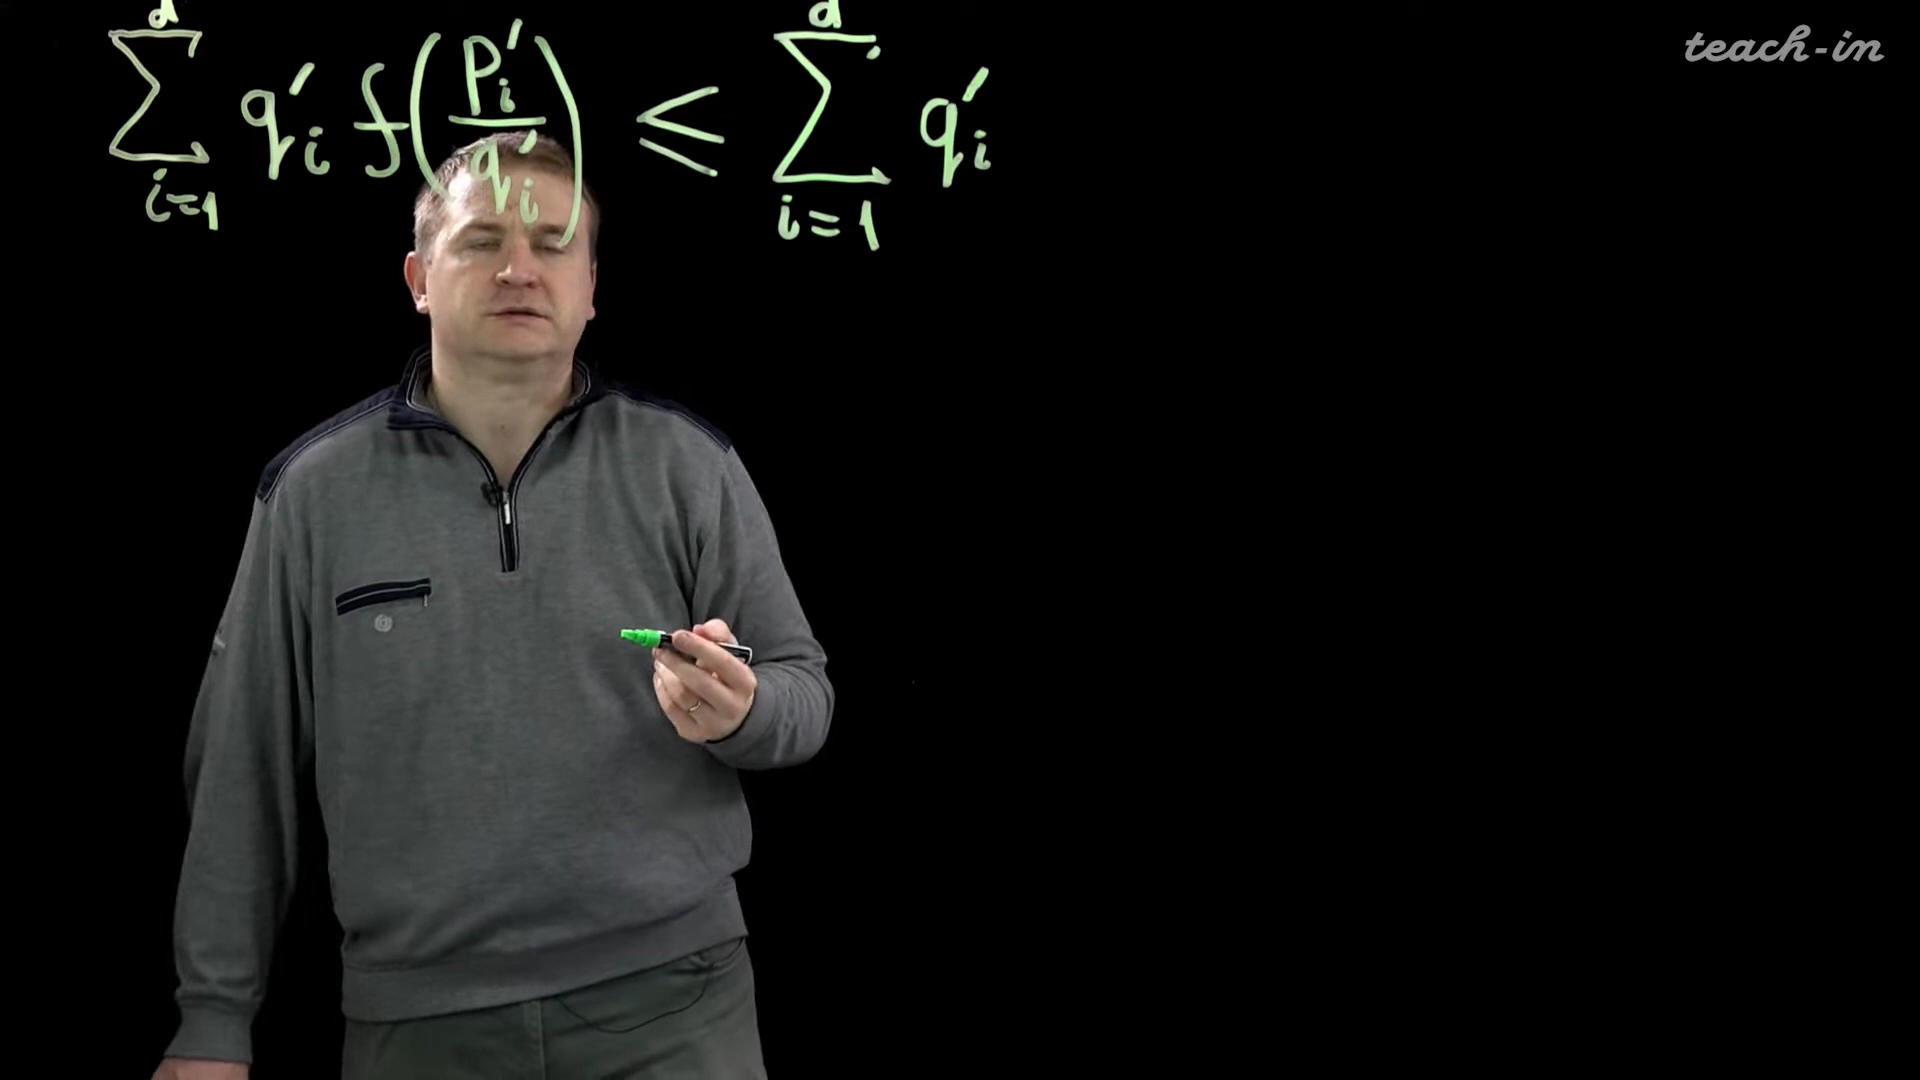 teach-in
d d
∑ q′ᵢ f(p′ᵢ/q′ᵢ) ≤ ∑ q′ᵢ
i=1 i=1